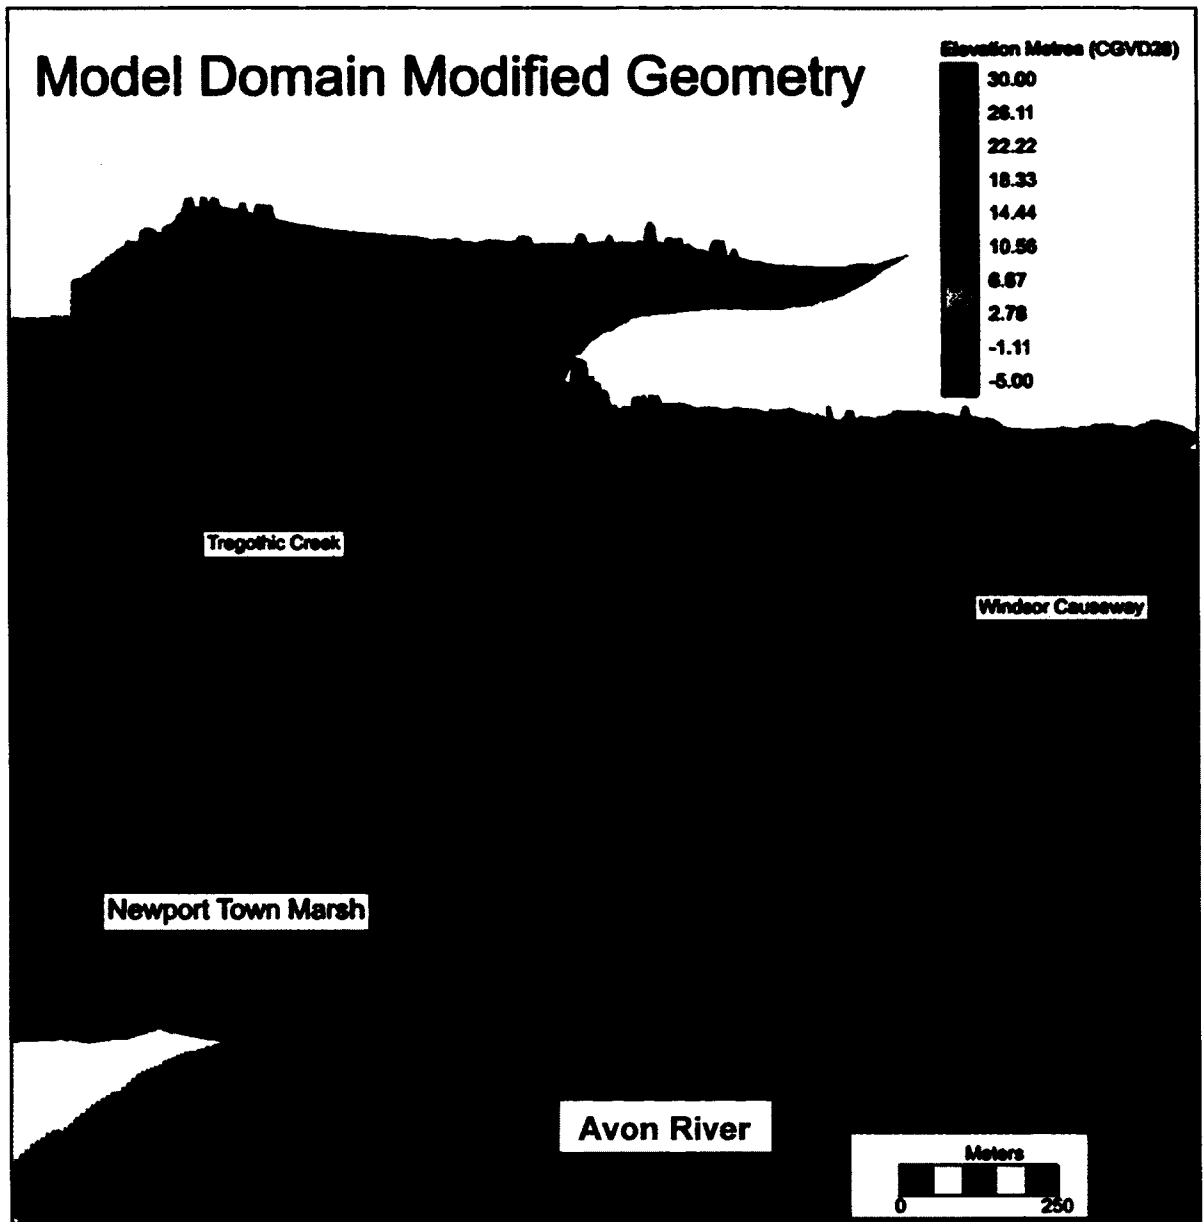 Model Domain Modified Geometry
Elevation Metres (CGVD28)
30.00
26.11
22.22
18.33
14.44
10.56
6.67
2.78
-1.11
-5.00
Tregothic Creek
Windsor Causeway
Newport Town Marsh
Avon River
Meters
0 250